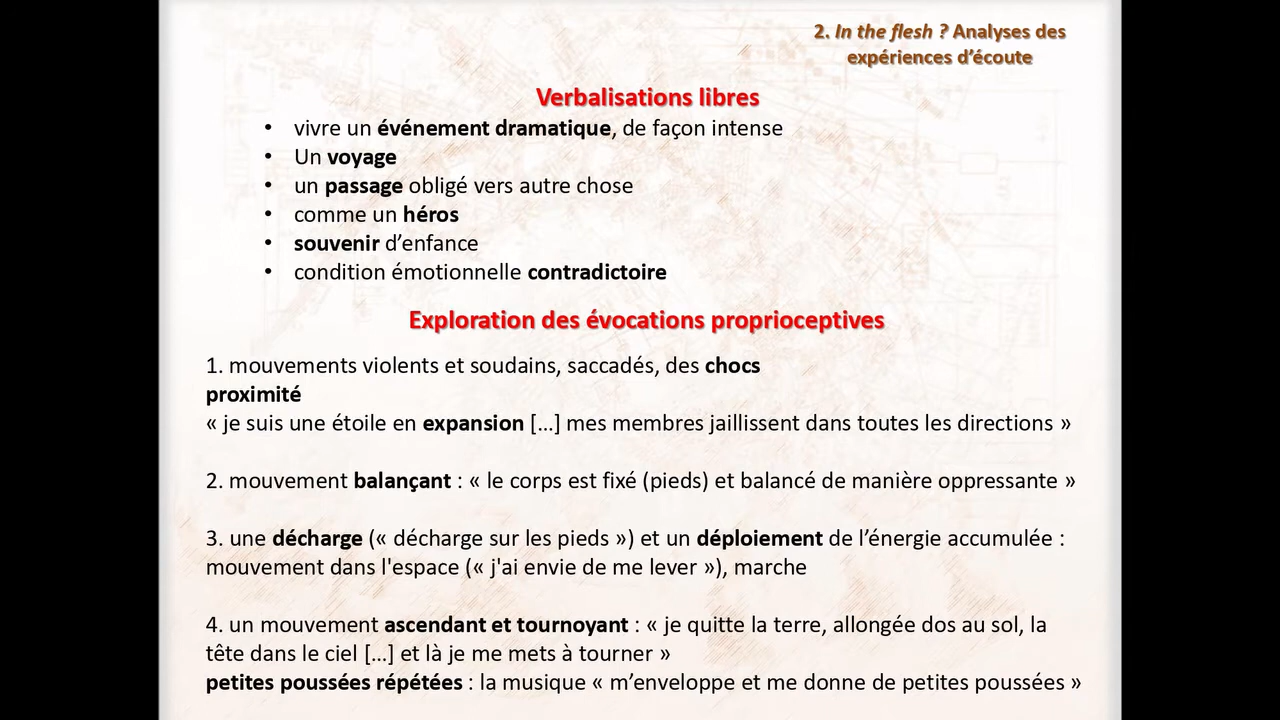 2. In the flesh ? Analyses des
expériences d’écoute
Verbalisations libres
• vivre un événement dramatique, de façon intense
• Un voyage
• un passage obligé vers autre chose
• comme un héros
• souvenir d’enfance
• condition émotionnelle contradictoire
Exploration des évocations proprioceptives
1. mouvements violents et soudains, saccadés, des chocs
proximité
« je suis une étoile en expansion [...] mes membres jaillissent dans toutes les directions »
2. mouvement balançant : « le corps est fixé (pieds) et balancé de manière oppressante »
3. une décharge (« décharge sur les pieds ») et un déploiement de l’énergie accumulée :
mouvement dans l'espace (« j'ai envie de me lever »), marche
4. un mouvement ascendant et tournoyant : « je quitte la terre, allongée dos au sol, la
tête dans le ciel [...] et là je me mets à tourner »
petites poussées répétées : la musique « m’enveloppe et me donne de petites poussées »